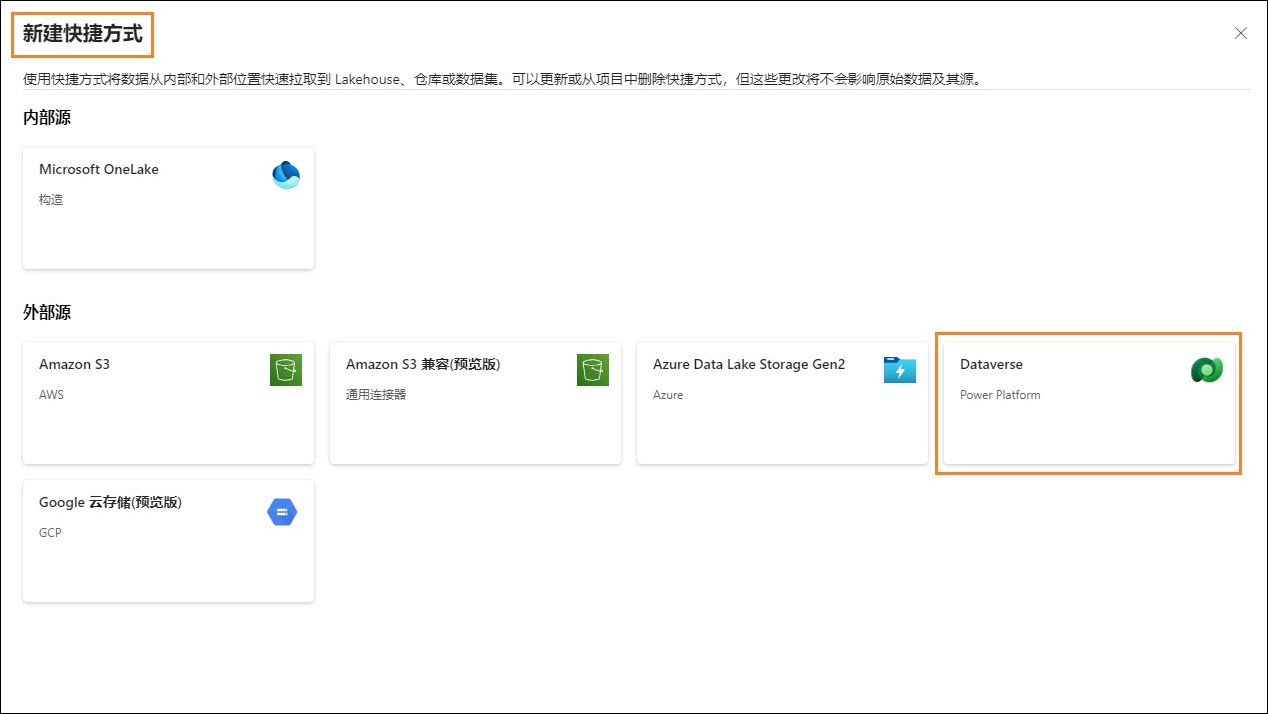 新建快捷方式
使用快捷方式将数据从内部和外部位置快速拉取到 Lakehouse、仓库或数据集。可以更新或从项目中删除快捷方式，但这些更改将不会影响原始数据及其源。
内部源
Microsoft OneLake
构造
外部源
Amazon S3
AWS
Amazon S3 兼容(预览版)
通用连接器
Azure Data Lake Storage Gen2
Azure
Dataverse
Power Platform
Google 云存储(预览版)
GCP